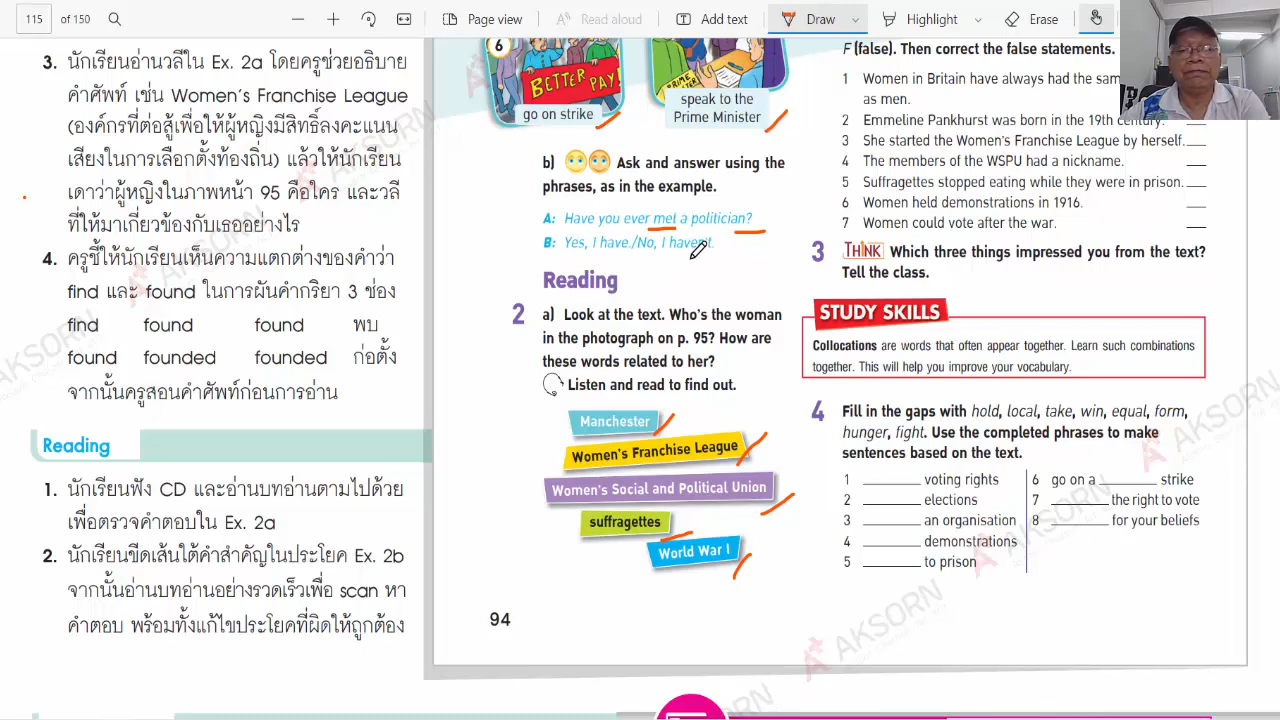 115
of 150
Page view
Read aloud
Add text
Draw
Highlight
Erase
3. นักเรียนอ่านวลีใน Ex. 2a โดยครูช่วยอธิบาย
คำศัพท์ เช่น Women's Franchise League
(องค์กรที่ต่อสู้เพื่อให้ผู้หญิงมีสิทธิ์ลงคะแนน
เสียงในการเลือกตั้งท้องถิ่น) แล้วให้นักเรียน
เดาว่าผู้หญิงในภาพหน้า 95 คือใคร และวลี
ที่ให้มาเกี่ยวข้องกับเธออย่างไร
4. ครูชี้ให้นักเรียนเห็นความแตกต่างของคำว่า
find และ found ในการผันคำกริยา 3 ช่อง
find found found พบ
found founded founded ก่อตั้ง
จากนั้นครูสอนคำศัพท์ก่อนการอ่าน
Reading
1. นักเรียนฟัง CD และอ่านบทอ่านตามไปด้วย
เพื่อตรวจคำตอบใน Ex. 2a
2. นักเรียนขีดเส้นใต้คำสำคัญในประโยค Ex. 2b
จากนั้นอ่านบทอ่านอย่างรวดเร็วเพื่อ scan หา
คำตอบ พร้อมทั้งแก้ไขประโยคที่ผิดให้ถูกต้อง
6
BETTER PAY
go on strike
PRIME MINISTER
speak to the
Prime Minister
b) Ask and answer using the
phrases, as in the example.
A: Have you ever met a politician?
B: Yes, I have./No, I haven't.
Reading
2 a) Look at the text. Who's the woman
in the photograph on p. 95? How are
these words related to her?
Listen and read to find out.
Manchester
Women's Franchise League
Women's Social and Political Union
suffragettes
World War I
94
F (false). Then correct the false statements.
1 Women in Britain have always had the
as men.
2 Emmeline Pankhurst was born in the 19th century. __
3 She started the Women's Franchise League by herself. __
4 The members of the WSPU had a nickname. __
5 Suffragettes stopped eating while they were in prison. __
6 Women held demonstrations in 1916. __
7 Women could vote after the war. __
3 THINK Which three things impressed you from the text?
Tell the class.
STUDY SKILLS
Collocations are words that often appear together. Learn such combinations
together. This will help you improve your vocabulary.
4 Fill in the gaps with hold, local, take, win, equal, form,
hunger, fight. Use the completed phrases to make
sentences based on the text.
1 ________ voting rights
2 ________ elections
3 ________ an organisation
4 ________ demonstrations
5 ________ to prison
6 go on a ________ strike
7 ________ the right to vote
8 ________ for your beliefs
AKSORN
AKSORN
AKSORN